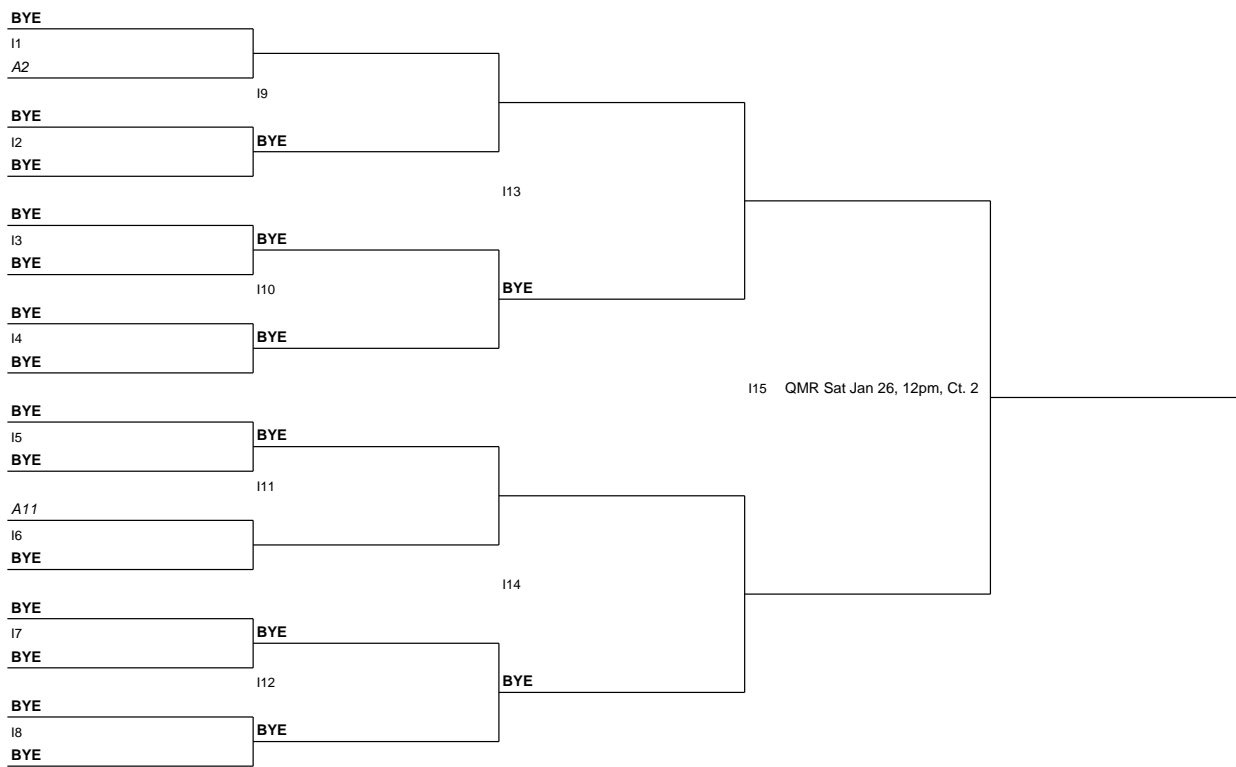 BYE
I1
A2
I9
BYE
I2
BYE
BYE
I13
BYE
I3
BYE
BYE
I10
BYE
BYE
I4
BYE
BYE
I15 QMR Sat Jan 26, 12pm, Ct. 2
BYE
I5
BYE
BYE
I11
A11
I6
BYE
I14
BYE
I7
BYE
BYE
I12
BYE
BYE
I8
BYE
BYE